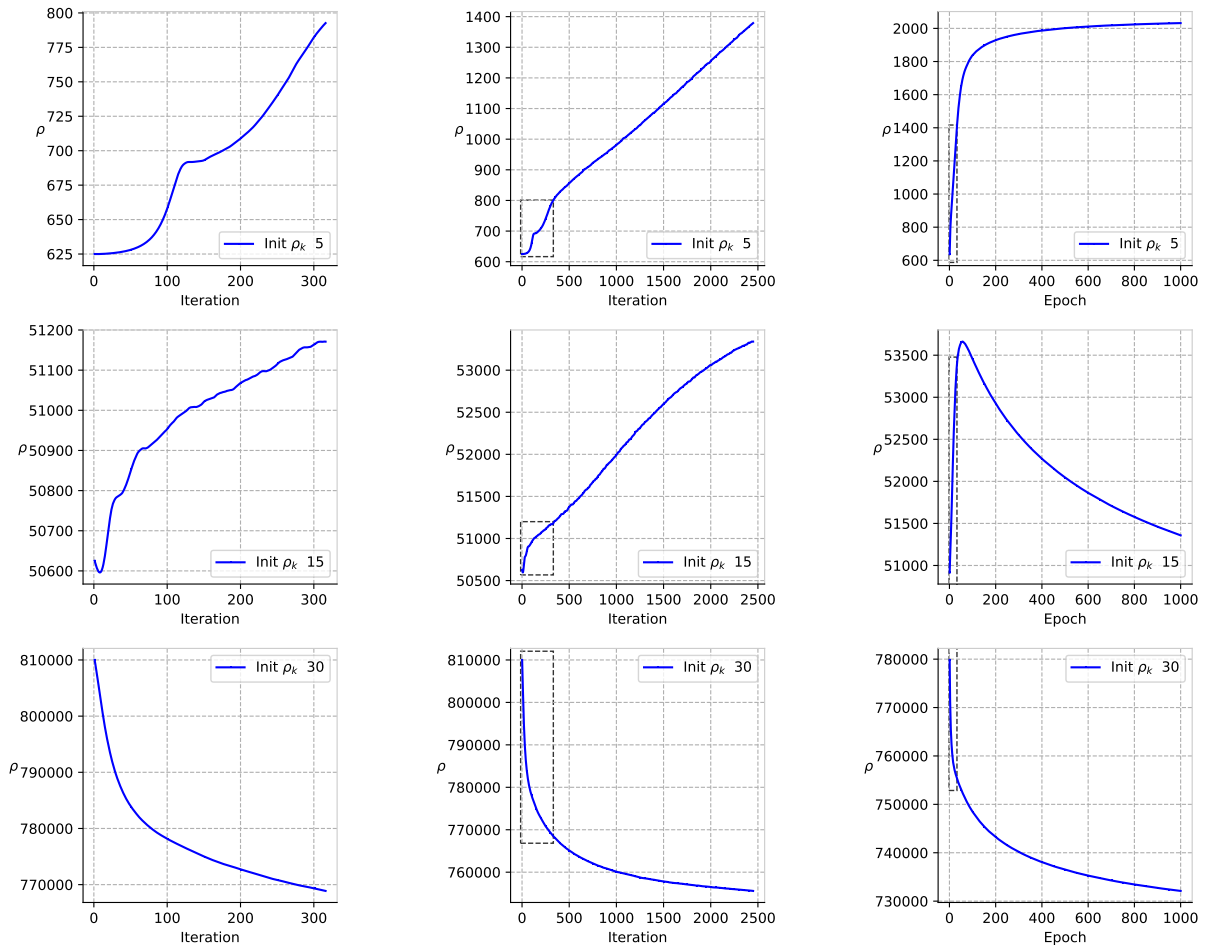 800
775
750
725
700
675
650
625
ρ
0 100 200 300
Iteration
Init ρk 5
1400
1300
1200
1100
1000
900
800
700
600
ρ
0 500 1000 1500 2000 2500
Iteration
Init ρk 5
2000
1800
1600
1400
1200
1000
800
600
ρ
0 200 400 600 800 1000
Epoch
Init ρk 5
51200
51100
51000
50900
50800
50700
50600
ρ
0 100 200 300
Iteration
Init ρk 15
53000
52500
52000
51500
51000
50500
ρ
0 500 1000 1500 2000 2500
Iteration
Init ρk 15
53500
53000
52500
52000
51500
51000
ρ
0 200 400 600 800 1000
Epoch
Init ρk 15
810000
800000
790000
780000
770000
ρ
0 100 200 300
Iteration
Init ρk 30
810000
800000
790000
780000
770000
760000
ρ
0 500 1000 1500 2000 2500
Iteration
Init ρk 30
780000
770000
760000
750000
740000
730000
ρ
0 200 400 600 800 1000
Epoch
Init ρk 30